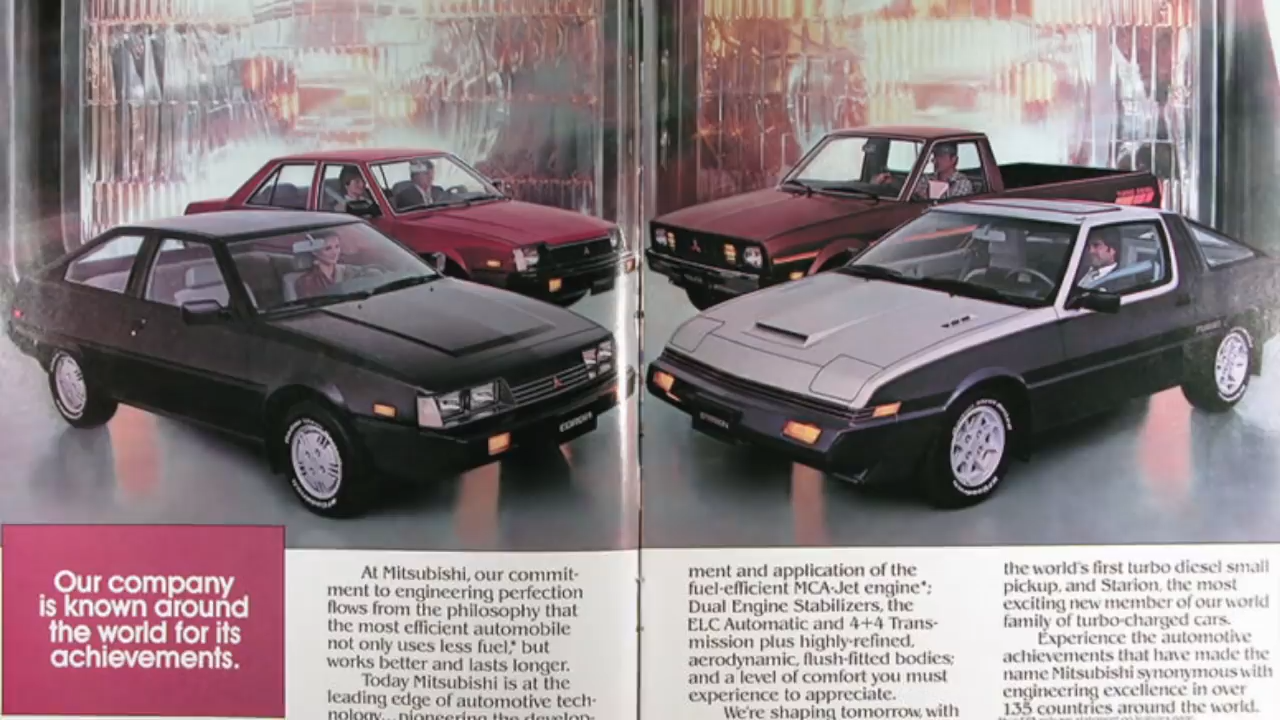 CORDIA
STARION
Our company
is known around
the world for its
achievements.
At Mitsubishi, our commit-
ment to engineering perfection
flows from the philosophy that
the most efficient automobile
not only uses less fuel,* but
works better and lasts longer.
Today Mitsubishi is at the
leading edge of automotive tech-
nology... pioneering the develop-
ment and application of the
fuel-efficient MCA-Jet engine*;
Dual Engine Stabilizers, the
ELC Automatic and 4+4 Trans-
mission plus highly-refined,
aerodynamic, flush-fitted bodies;
and a level of comfort you must
experience to appreciate.
We're shaping tomorrow, with
the world's first turbo diesel small
pickup, and Starion, the most
exciting new member of our world
family of turbo-charged cars.
Experience the automotive
achievements that have made the
name Mitsubishi synonymous with
engineering excellence in over
135 countries around the world.